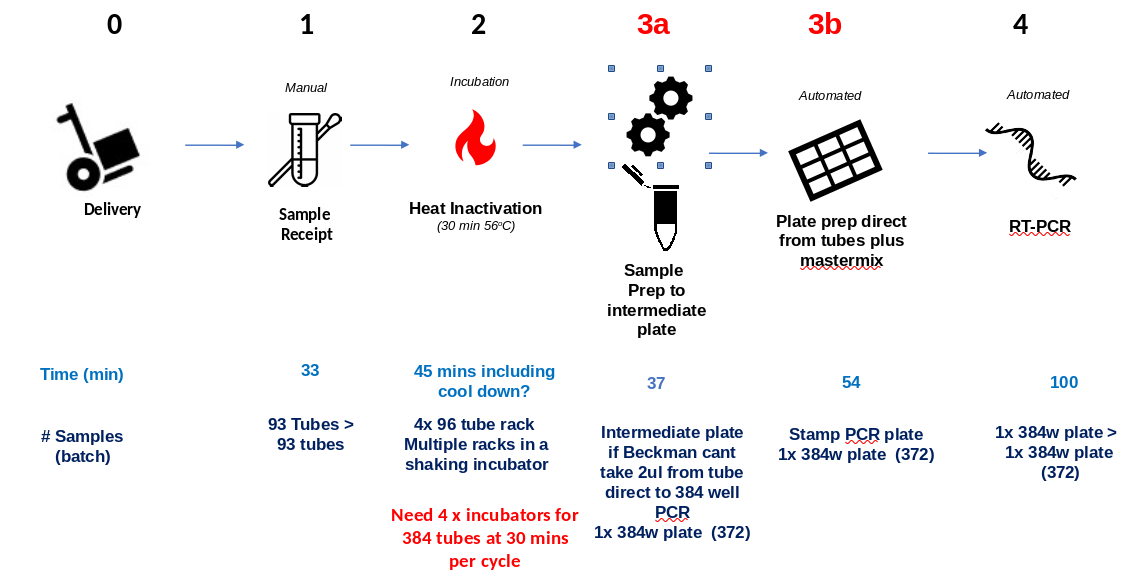 0
1
2
3a
3b
4
Manual
Incubation
Automated
Automated
Delivery
Sample
Receipt
Heat Inactivation
(30 min 56ºC)
Sample
Prep to
intermediate
plate
Plate prep direct
from tubes plus
mastermix
RT-PCR
Time (min)
33
45 mins including
cool down?
37
54
100
# Samples
(batch)
93 Tubes >
93 tubes
4x 96 tube rack
Multiple racks in a
shaking incubator
Need 4 x incubators for
384 tubes at 30 mins
per cycle
Intermediate plate
if Beckman cant
take 2ul from tube
direct to 384 well
PCR
1x 384w plate (372)
Stamp PCR plate
1x 384w plate (372)
1x 384w plate >
1x 384w plate
(372)